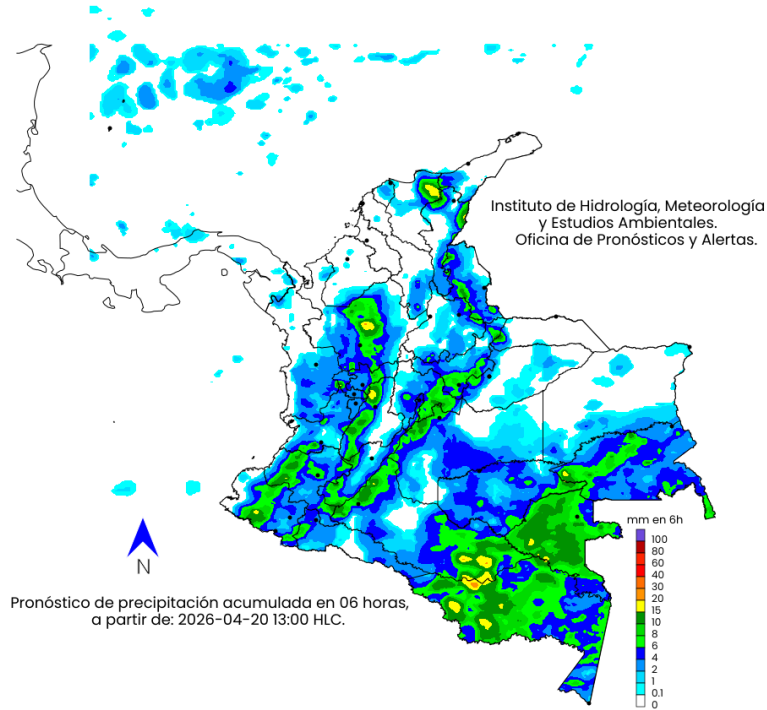 Instituto de Hidrología, Meteorología
y Estudios Ambientales.
Oficina de Pronósticos y Alertas.
N
Pronóstico de precipitación acumulada en 06 horas,
a partir de: 2026-04-20 13:00 HLC.
mm en 6h
100
80
60
40
30
20
15
10
8
6
4
2
1
0.1
0